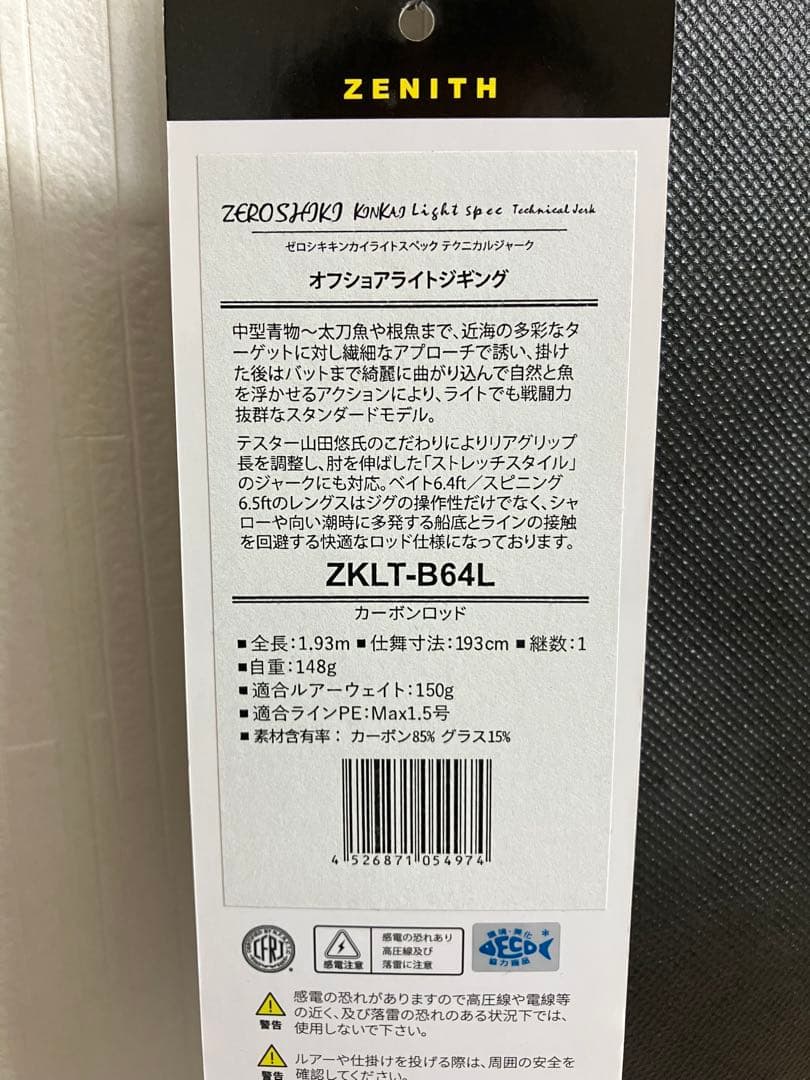 ZENITH
ZEROSHIKI KINKAI Light spec Technical Jerk
ゼロシキキンカイライトスペック テクニカルジャーク
オフショアライトジギング
中型青物～太刀魚や根魚まで、近海の多彩なタ
ーゲットに対し繊細なアプローチで誘い、掛け
た後はバットまで綺麗に曲がり込んで自然と魚
を浮かせるアクションにより、ライトでも戦闘力
抜群なスタンダードモデル。
テスター山田悠氏のこだわりによりリアグリップ
長を調整し、肘を伸ばした「ストレッチスタイル」
のジャークにも対応。ベイト6.4ft／スピニング
6.5ftのレングスはジグの操作性だけでなく、シャ
ローや向い潮時に多発する船底とラインの接触
を回避する快適なロッド仕様になっております。
ZKLT-B64L
カーボンロッド
■全長：1.93m ■仕舞寸法：193cm ■継数：1
■自重：148g
■適合ルアーウェイト：150g
■適合ラインPE：Max1.5号
■素材含有率： カーボン85% グラス15%
4 526871 054974
CFRJ
感電注意
感電の恐れあり
高圧線及び
落雷に注意
環境・美化
ECO
協力商品
警告
感電の恐れがありますので高圧線や電線等
の近く、及び落雷の恐れのある状況下では、
使用しないで下さい。
警告
ルアーや仕掛けを投げる際は、周囲の安全を
確認してください。